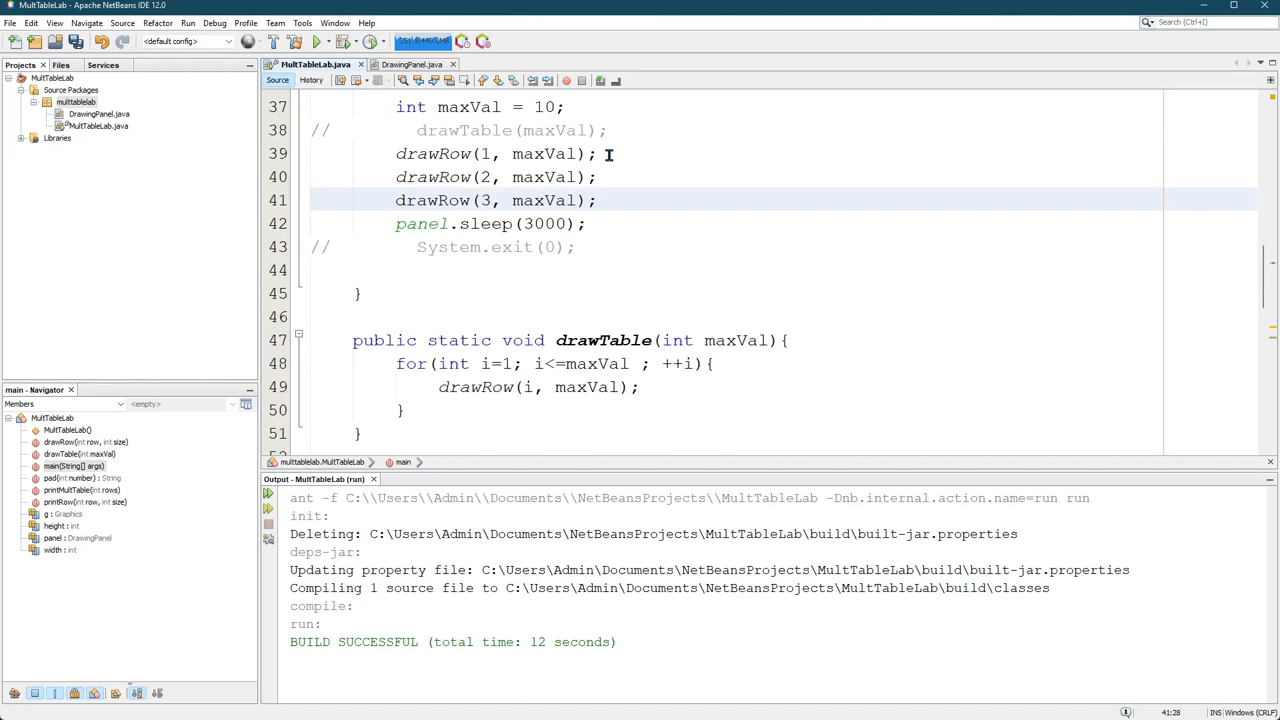 MultTableLab - Apache NetBeans IDE 12.0
File Edit View Navigate Source Refactor Run Debug Profile Team Tools Window Help
Search (Ctrl+I)
<default config>
Projects Files Services
MultTableLab
Source Packages
multtablelab
DrawingPanel.java
MultTableLab.java
Libraries
MultTableLab.java DrawingPanel.java
Source History
37 int maxVal = 10;
38 // drawTable(maxVal);
39 drawRow(1, maxVal);
40 drawRow(2, maxVal);
41 drawRow(3, maxVal);
42 panel.sleep(3000);
43 // System.exit(0);
44
45 }
46
47 public static void drawTable(int maxVal){
48 for(int i=1; i<=maxVal ; ++i){
49 drawRow(i, maxVal);
50 }
51 }
multtablelab.MultTableLab main
main - Navigator
Members <empty>
MultTableLab
MultTableLab()
drawRow(int row, int size)
drawTable(int maxVal)
main(String[] args)
pad(int number) : String
printMultTable(int rows)
printRow(int row, int size)
g : Graphics
height : int
panel : DrawingPanel
width : int
Output - MultTableLab (run)
ant -f C:\\Users\\Admin\\Documents\\NetBeansProjects\\MultTableLab -Dnb.internal.action.name=run run
init:
Deleting: C:\Users\Admin\Documents\NetBeansProjects\MultTableLab\build\built-jar.properties
deps-jar:
Updating property file: C:\Users\Admin\Documents\NetBeansProjects\MultTableLab\build\built-jar.properties
Compiling 1 source file to C:\Users\Admin\Documents\NetBeansProjects\MultTableLab\build\classes
compile:
run:
BUILD SUCCESSFUL (total time: 12 seconds)
41:28 INS Windows (CRLF)